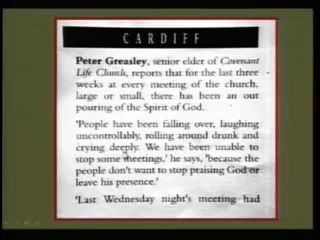 CARDIFF
Peter Greasley, senior elder of Covenant
Life Church, reports that for the last three
weeks at every meeting of the church,
large or small, there has been an out
pouring of the Spirit of God.
'People have been falling over, laughing
uncontrollably, rolling around drunk and
crying deeply. We have been unable to
stop some meetings,' he says, 'because the
people don't want to stop praising God or
leave his presence.'
'Last Wednesday night's meeting had